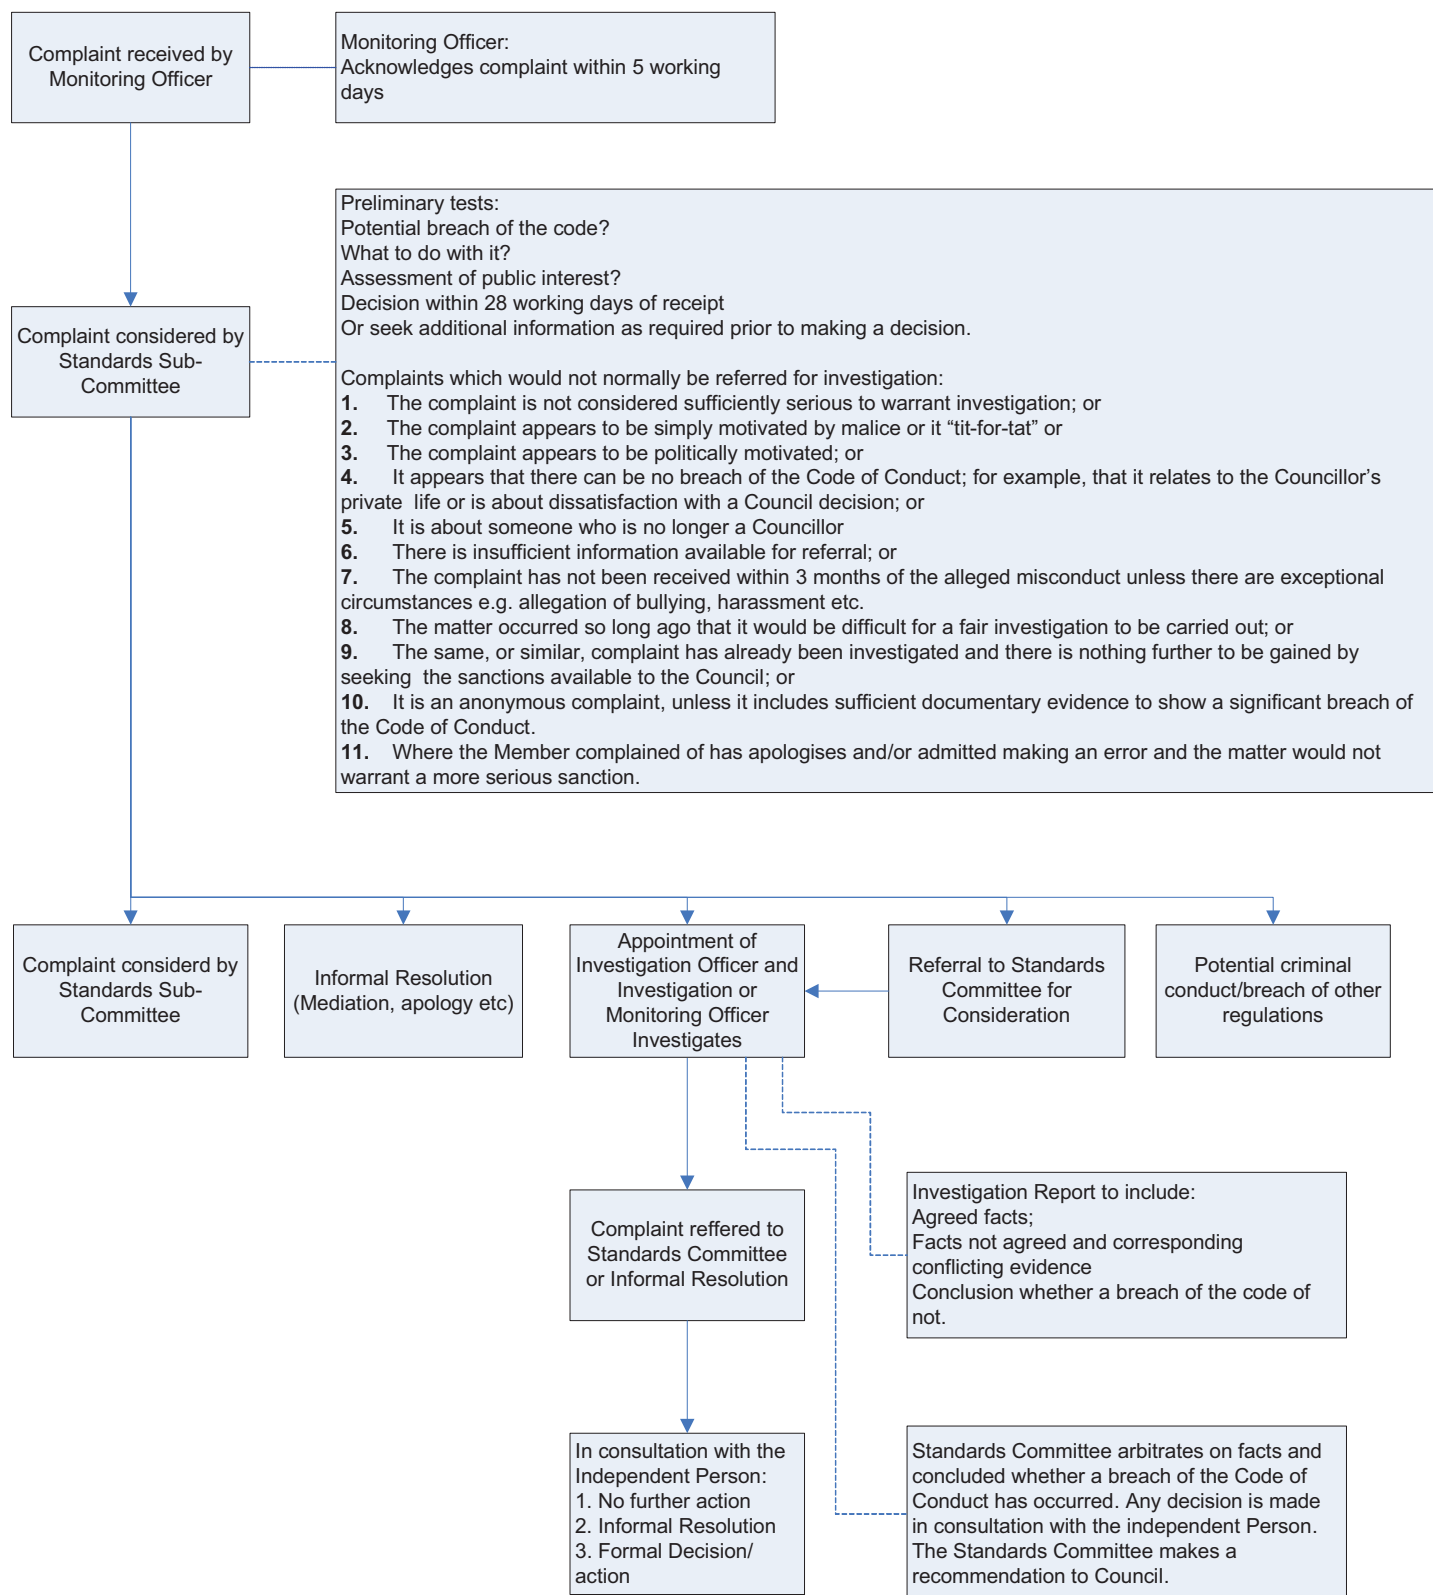 Complaint received by
Monitoring Officer
Monitoring Officer:
Acknowledges complaint within 5 working
days
Preliminary tests:
Potential breach of the code?
What to do with it?
Assessment of public interest?
Decision within 28 working days of receipt
Or seek additional information as required prior to making a decision.
Complaints which would not normally be referred for investigation:
1. The complaint is not considered sufficiently serious to warrant investigation; or
2. The complaint appears to be simply motivated by malice or it “tit-for-tat” or
3. The complaint appears to be politically motivated; or
4. It appears that there can be no breach of the Code of Conduct; for example, that it relates to the Councillor’s
private life or is about dissatisfaction with a Council decision; or
5. It is about someone who is no longer a Councillor
6. There is insufficient information available for referral; or
7. The complaint has not been received within 3 months of the alleged misconduct unless there are exceptional
circumstances e.g. allegation of bullying, harassment etc.
8. The matter occurred so long ago that it would be difficult for a fair investigation to be carried out; or
9. The same, or similar, complaint has already been investigated and there is nothing further to be gained by
seeking the sanctions available to the Council; or
10. It is an anonymous complaint, unless it includes sufficient documentary evidence to show a significant breach of
the Code of Conduct.
11. Where the Member complained of has apologises and/or admitted making an error and the matter would not
warrant a more serious sanction.
Complaint considered by
Standards Sub-
Committee
Complaint considerd by
Standards Sub-
Committee
Informal Resolution
(Mediation, apology etc)
Appointment of
Investigation Officer and
Investigation or
Monitoring Officer
Investigates
Referral to Standards
Committee for
Consideration
Potential criminal
conduct/breach of other
regulations
Complaint reffered to
Standards Committee
or Informal Resolution
Investigation Report to include:
Agreed facts;
Facts not agreed and corresponding
conflicting evidence
Conclusion whether a breach of the code of
not.
In consultation with the
Independent Person:
1. No further action
2. Informal Resolution
3. Formal Decision/
action
Standards Committee arbitrates on facts and
concluded whether a breach of the Code of
Conduct has occurred. Any decision is made
in consultation with the independent Person.
The Standards Committee makes a
recommendation to Council.